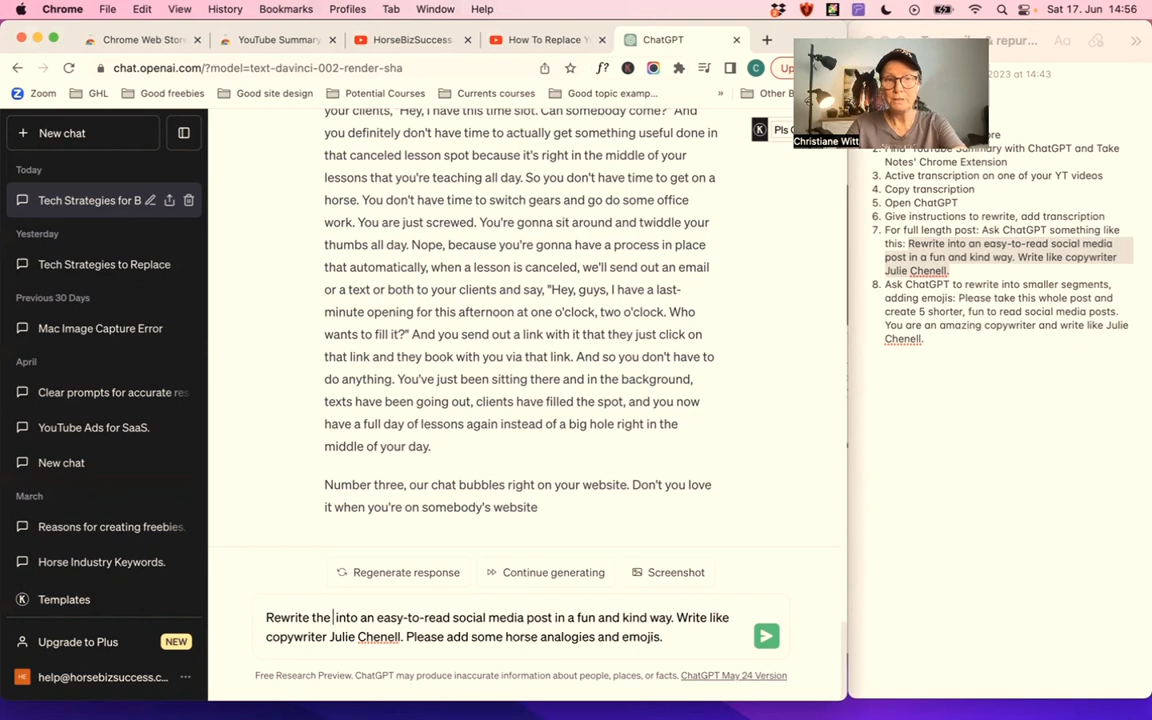 Chrome File Edit View History Bookmarks Profiles Tab Window Help
Sat 17. Jun 14:56
Chrome Web Stor
YouTube Summary
HorseBizSuccess
How To Replace Y
ChatGPT
chat.openai.com/?model=text-davinci-002-render-sha
f?
K
C
Up
Zoom
GHL
Good freebies
Good site design
Potential Courses
Current courses
Good topic examp...
»
Other B
New chat
Today
Tech Strategies for B
Yesterday
Tech Strategies to Replace
Previous 30 Days
Mac Image Capture Error
April
Clear prompts for accurate res
YouTube Ads for SaaS.
New chat
March
Reasons for creating freebies.
Horse Industry Keywords.
K Templates
Upgrade to Plus NEW
HE help@horsebizsuccess.c...
your clients, "Hey, I have this time slot. Can somebody come?" And
you definitely don't have time to actually get something useful done in
that canceled lesson spot because it's right in the middle of your
lessons that you're teaching all day. So you don't have time to get on a
horse. You don't have time to switch gears and go do some office
work. You are just screwed. You're gonna sit around and twiddle your
thumbs all day. Nope, because you're gonna have a process in place
that automatically, when a lesson is canceled, we'll send out an email
or a text or both to your clients and say, "Hey, guys, I have a last-
minute opening for this afternoon at one o'clock, two o'clock. Who
wants to fill it?" And you send out a link with it that they just click on
that link and they book with you via that link. And so you don't have to
do anything. You've just been sitting there and in the background,
texts have been going out, clients have filled the spot, and you now
have a full day of lessons again instead of a big hole right in the
middle of your day.
Number three, our chat bubbles right on your website. Don't you love
it when you're on somebody's website
Regenerate response
Continue generating
Screenshot
Rewrite the into an easy-to-read social media post in a fun and kind way. Write like
copywriter Julie Chenell. Please add some horse analogies and emojis.
Free Research Preview. ChatGPT may produce inaccurate information about people, places, or facts. ChatGPT May 24 Version
K Pls
Christiane Witt
& repur...
Aa
»
2023 at 14:43
ore
2. Find 'YouTube Summary with ChatGPT and Take
Notes' Chrome Extension
3. Active transcription on one of your YT videos
4. Copy transcription
5. Open ChatGPT
6. Give instructions to rewrite, add transcription
7. For full length post: Ask ChatGPT something like
this: Rewrite into an easy-to-read social media
post in a fun and kind way. Write like copywriter
Julie Chenell.
8. Ask ChatGPT to rewrite into smaller segments,
adding emojis: Please take this whole post and
create 5 shorter, fun to read social media posts.
You are an amazing copywriter and write like Julie
Chenell.